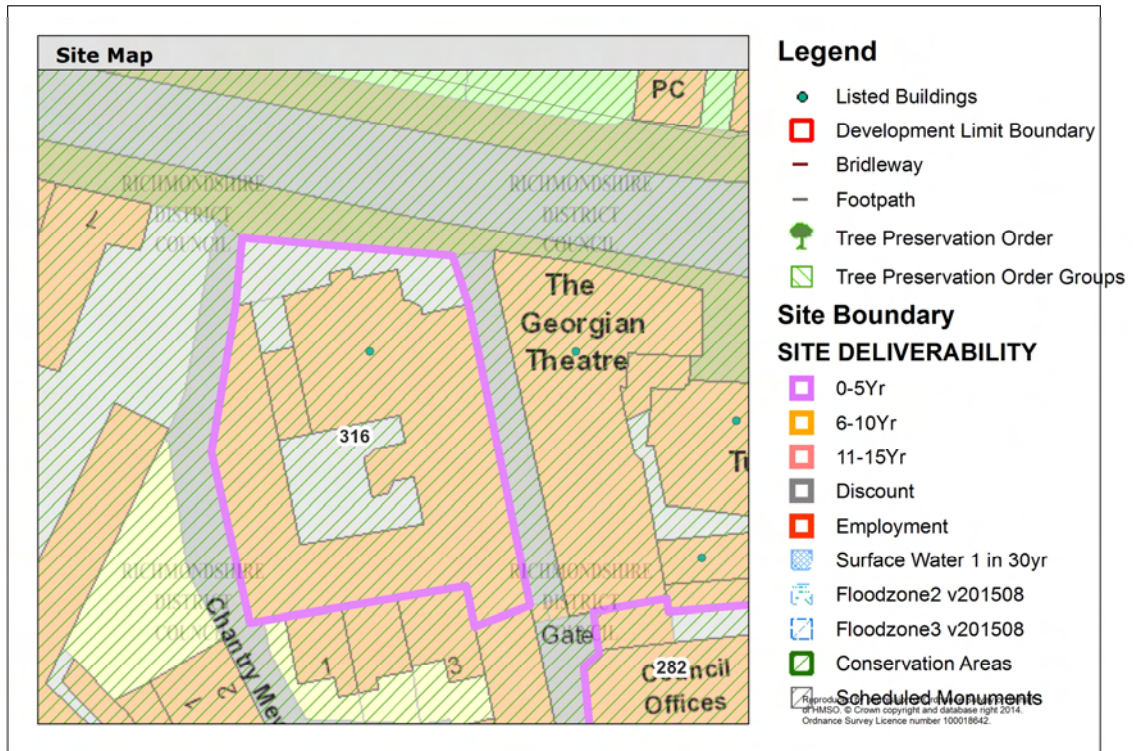 Site Map
PC
RICHMONDSHIRE
DISTRICT
COUNCIL
RICHMONDSHIRE
DISTRICT
COUNCIL
7
The
Georgian
Theatre
316
RICHMONDSHIRE
DISTRICT
COUNCIL
RICHMONDSHIRE
DISTRICT
COUNCIL
Gate
Chantry Mew
1
2
1
3
282
Council
Offices
Legend
Listed Buildings
Development Limit Boundary
Bridleway
Footpath
Tree Preservation Order
Tree Preservation Order Groups
Site Boundary
SITE DELIVERABILITY
0-5Yr
6-10Yr
11-15Yr
Discount
Employment
Surface Water 1 in 30yr
Floodzone2 v201508
Floodzone3 v201508
Conservation Areas
Scheduled Monuments
of HMSO. © Crown copyright and database right 2014.
Ordnance Survey Licence number 100018642.